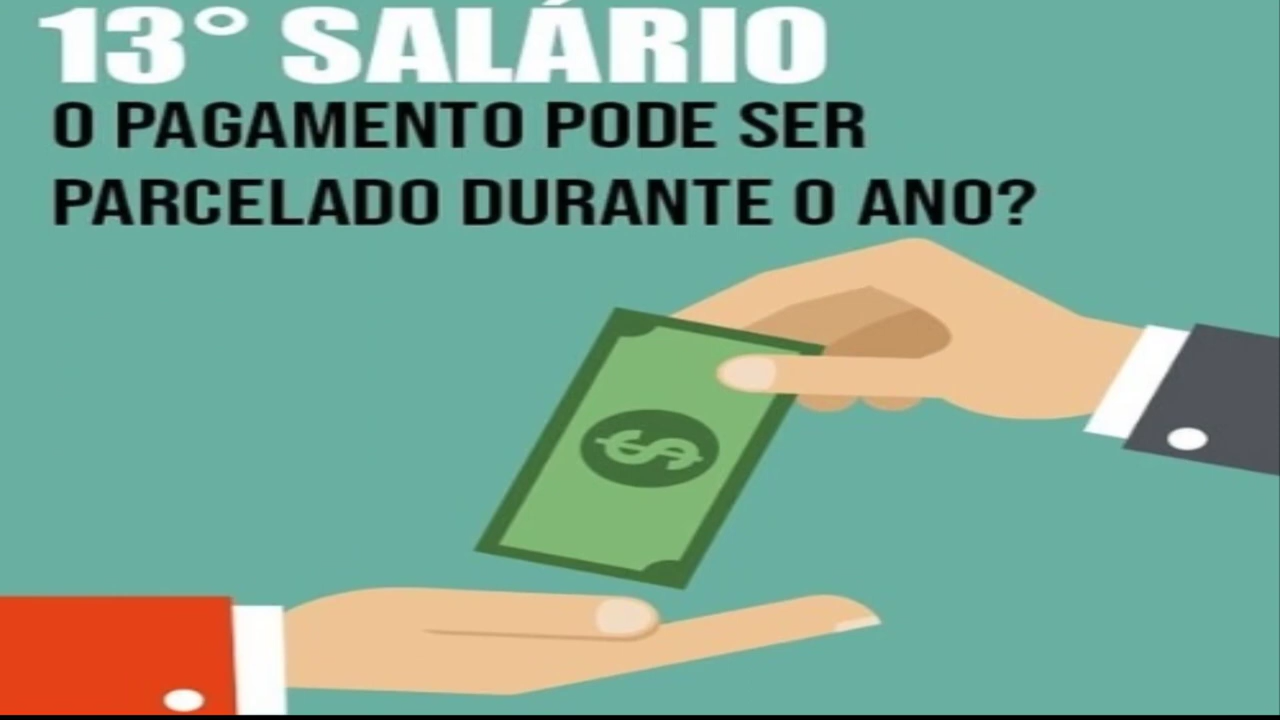 13° SALÁRIO
O PAGAMENTO PODE SER
PARCELADO DURANTE O ANO?
$